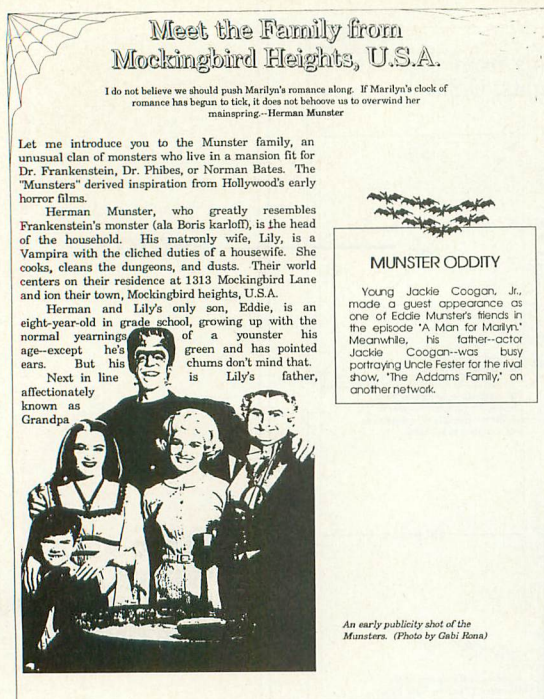 Meet the Family from
Mockingbird Heights, U.S.A.
I do not believe we should push Marilyn's romance along. If Marilyn's clock of
romance has begun to tick, it does not behoove us to overwind her
mainspring.--Herman Munster
Let me introduce you to the Munster family, an
unusual clan of monsters who live in a mansion fit for
Dr. Frankenstein, Dr. Phibes, or Norman Bates. The
"Munsters" derived inspiration from Hollywood's early
horror films.
Herman Munster, who greatly resembles
Frankenstein's monster (ala Boris karloff), is the head
of the household. His matronly wife, Lily, is a
Vampira with the cliched duties of a housewife. She
cooks, cleans the dungeons, and dusts. Their world
centers on their residence at 1313 Mockingbird Lane
and ion their town, Mockingbird heights, U.S.A.
Herman and Lily's only son, Eddie, is an
eight-year-old in grade school, growing up with the
normal yearnings of a younster his
age--except he's green and has pointed
ears. But his chums don't mind that.
Next in line is Lily's father,
affectionately
known as
Grandpa
MUNSTER ODDITY
Young Jackie Coogan, Jr.,
made a guest appearance as
one of Eddie Munster's friends in
the episode "A Man for Marilyn."
Meanwhile, his father--actor
Jackie Coogan--was busy
portraying Uncle Fester for the rival
show, "The Addams Family," on
another network.
An early publicity shot of the
Munsters. (Photo by Gabi Rona)